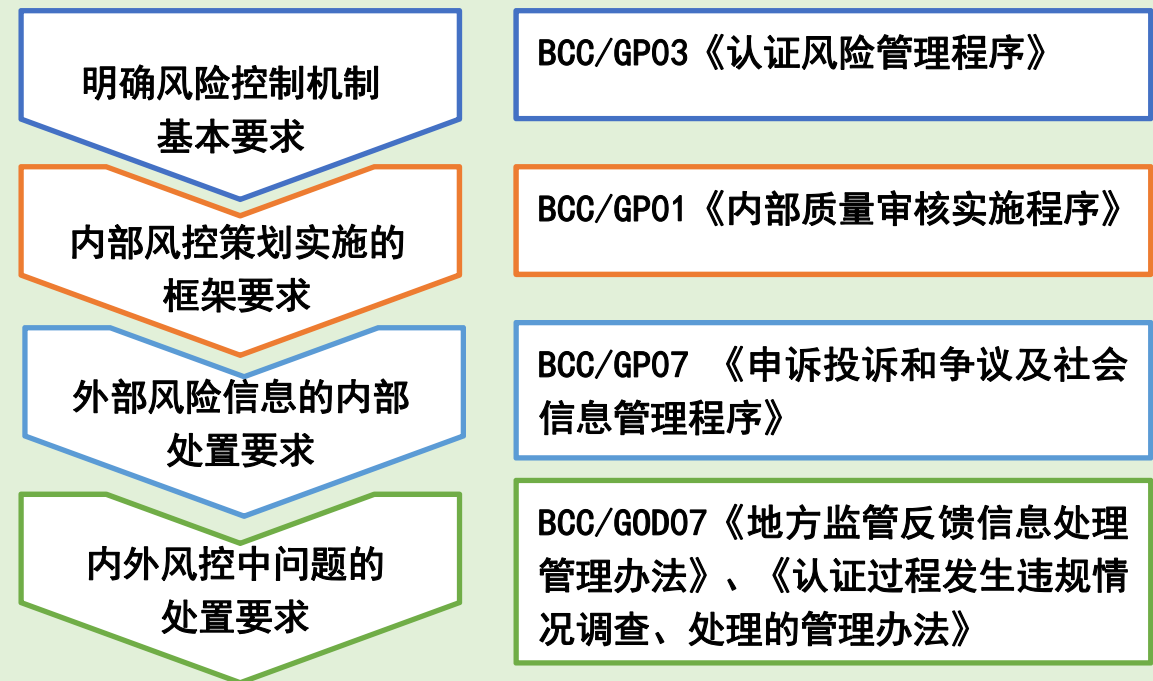 明确风险控制机制
基本要求
BCC/GP03《认证风险管理程序》
内部风控策划实施的
框架要求
BCC/GP01《内部质量审核实施程序》
外部风险信息的内部
处置要求
BCC/GP07 《申诉投诉和争议及社会
信息管理程序》
内外风控中问题的
处置要求
BCC/GOD07《地方监管反馈信息处理
管理办法》、《认证过程发生违规情
况调查、处理的管理办法》